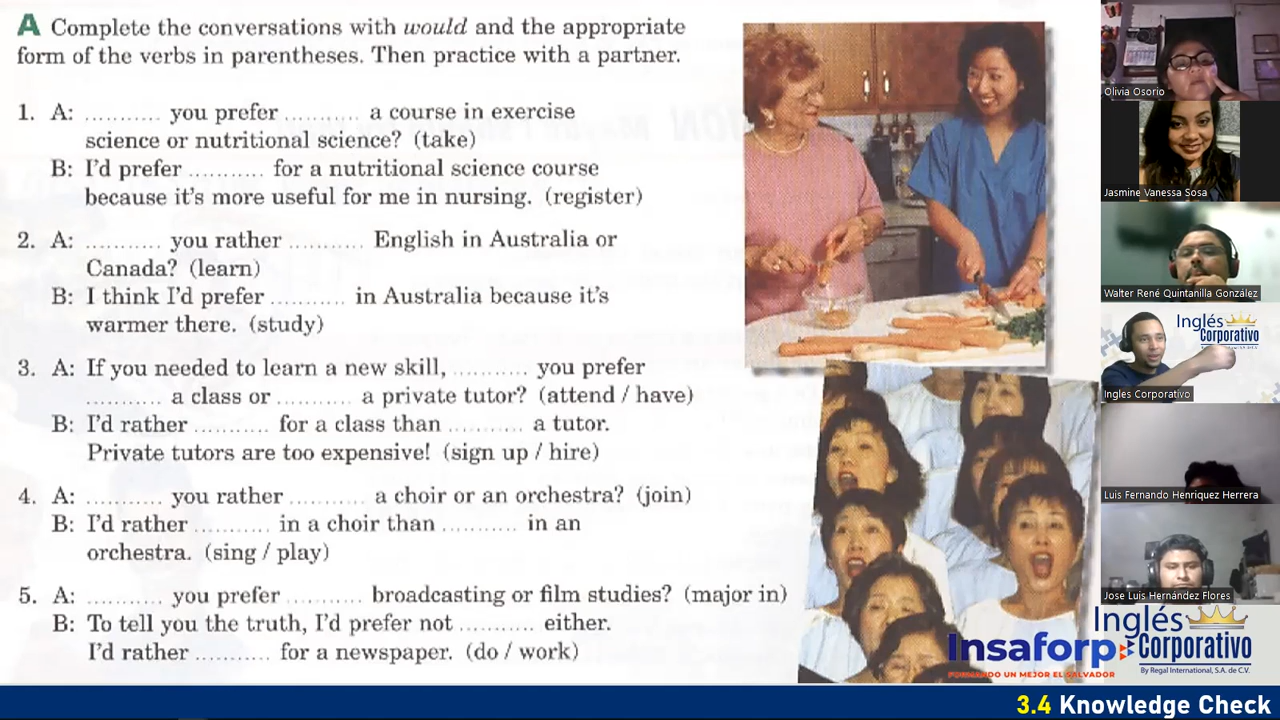 A Complete the conversations with would and the appropriate
form of the verbs in parentheses. Then practice with a partner.
1. A: .......... you prefer .......... a course in exercise
science or nutritional science? (take)
B: I'd prefer .......... for a nutritional science course
because it's more useful for me in nursing. (register)
2. A: .......... you rather .......... English in Australia or
Canada? (learn)
B: I think I'd prefer .......... in Australia because it's
warmer there. (study)
3. A: If you needed to learn a new skill, .......... you prefer
.......... a class or .......... a private tutor? (attend / have)
B: I'd rather .......... for a class than .......... a tutor.
Private tutors are too expensive! (sign up / hire)
4. A: .......... you rather .......... a choir or an orchestra? (join)
B: I'd rather .......... in a choir than .......... in an
orchestra. (sing / play)
5. A: .......... you prefer .......... broadcasting or film studies? (major in)
B: To tell you the truth, I'd prefer not .......... either.
I'd rather .......... for a newspaper. (do / work)
Olivia Osorio
Jasmine Vanessa Sosa
Walter René Quintanilla González
Inglés
Corporativo
Ingles Corporativo
Luis Fernando Henriquez Herrera
Jose Luis Hernández Flores
Insaforp
FORMANDO UN MEJOR EL SALVADOR
Inglés
Corporativo
By Regal International, S.A. de C.V.
3.4 Knowledge Check